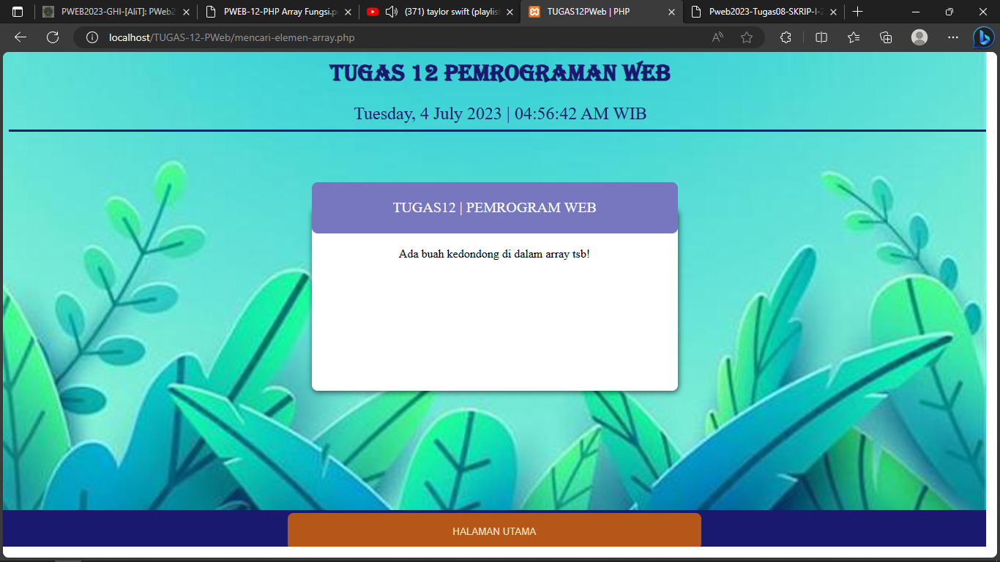 PWEB2023-GHI-[AliT]: PWeb2
PWEB-12-PHP Array Fungsi.p
(371) taylor swift (playlis
TUGAS12PWeb | PHP
Pweb2023-Tugas08-SKRIP-I-2
localhost/TUGAS-12-PWeb/mencari-elemen-array.php
TUGAS 12 PEMROGRAMAN WEB
Tuesday, 4 July 2023 | 04:56:42 AM WIB
TUGAS12 | PEMROGRAM WEB
Ada buah kedondong di dalam array tsb!
HALAMAN UTAMA